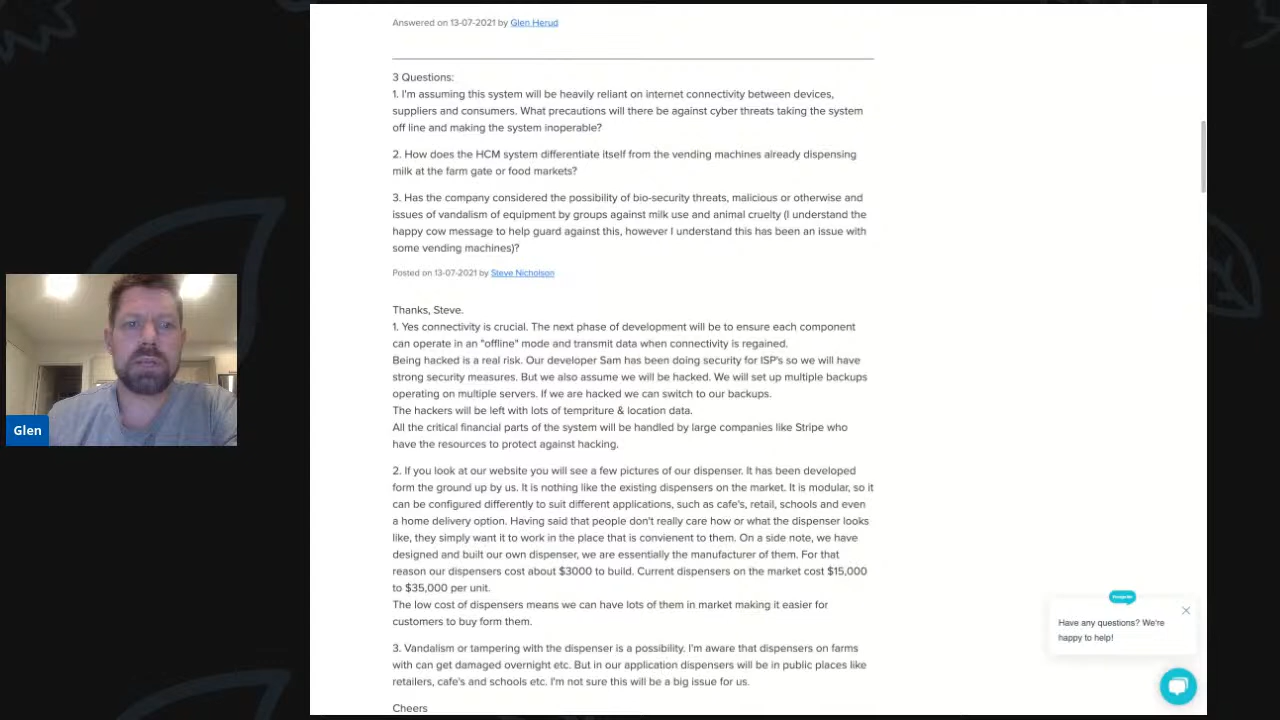 Answered on 13-07-2021 by Glen Herud
3 Questions:
1. I'm assuming this system will be heavily reliant on internet connectivity between devices,
suppliers and consumers. What precautions will there be against cyber threats taking the system
off line and making the system inoperable?
2. How does the HCM system differentiate itself from the vending machines already dispensing
milk at the farm gate or food markets?
3. Has the company considered the possibility of bio-security threats, malicious or otherwise and
issues of vandalism of equipment by groups against milk use and animal cruelty (I understand the
happy cow message to help guard against this, however I understand this has been an issue with
some vending machines)?
Posted on 13-07-2021 by Steve Nicholson
Thanks, Steve.
1. Yes connectivity is crucial. The next phase of development will be to ensure each component
can operate in an "offline" mode and transmit data when connectivity is regained.
Being hacked is a real risk. Our developer Sam has been doing security for ISP's so we will have
strong security measures. But we also assume we will be hacked. We will set up multiple backups
operating on multiple servers. If we are hacked we can switch to our backups.
The hackers will be left with lots of tempriture & location data.
All the critical financial parts of the system will be handled by large companies like Stripe who
have the resources to protect against hacking.
2. If you look at our website you will see a few pictures of our dispenser. It has been developed
form the ground up by us. It is nothing like the existing dispensers on the market. It is modular, so it
can be configured differently to suit different applications, such as cafe's, retail, schools and even
a home delivery option. Having said that people don't really care how or what the dispenser looks
like, they simply want it to work in the place that is convienent to them. On a side note, we have
designed and built our own dispenser, we are essentially the manufacturer of them. For that
reason our dispensers cost about $3000 to build. Current dispensers on the market cost $15,000
to $35,000 per unit.
The low cost of dispensers means we can have lots of them in market making it easier for
customers to buy form them.
3. Vandalism or tampering with the dispenser is a possibility. I'm aware that dispensers on farms
with can get damaged overnight etc. But in our application dispensers will be in public places like
retailers, cafe's and schools etc. I'm not sure this will be a big issue for us.
Cheers
Glen
Have any questions? We're
happy to help!